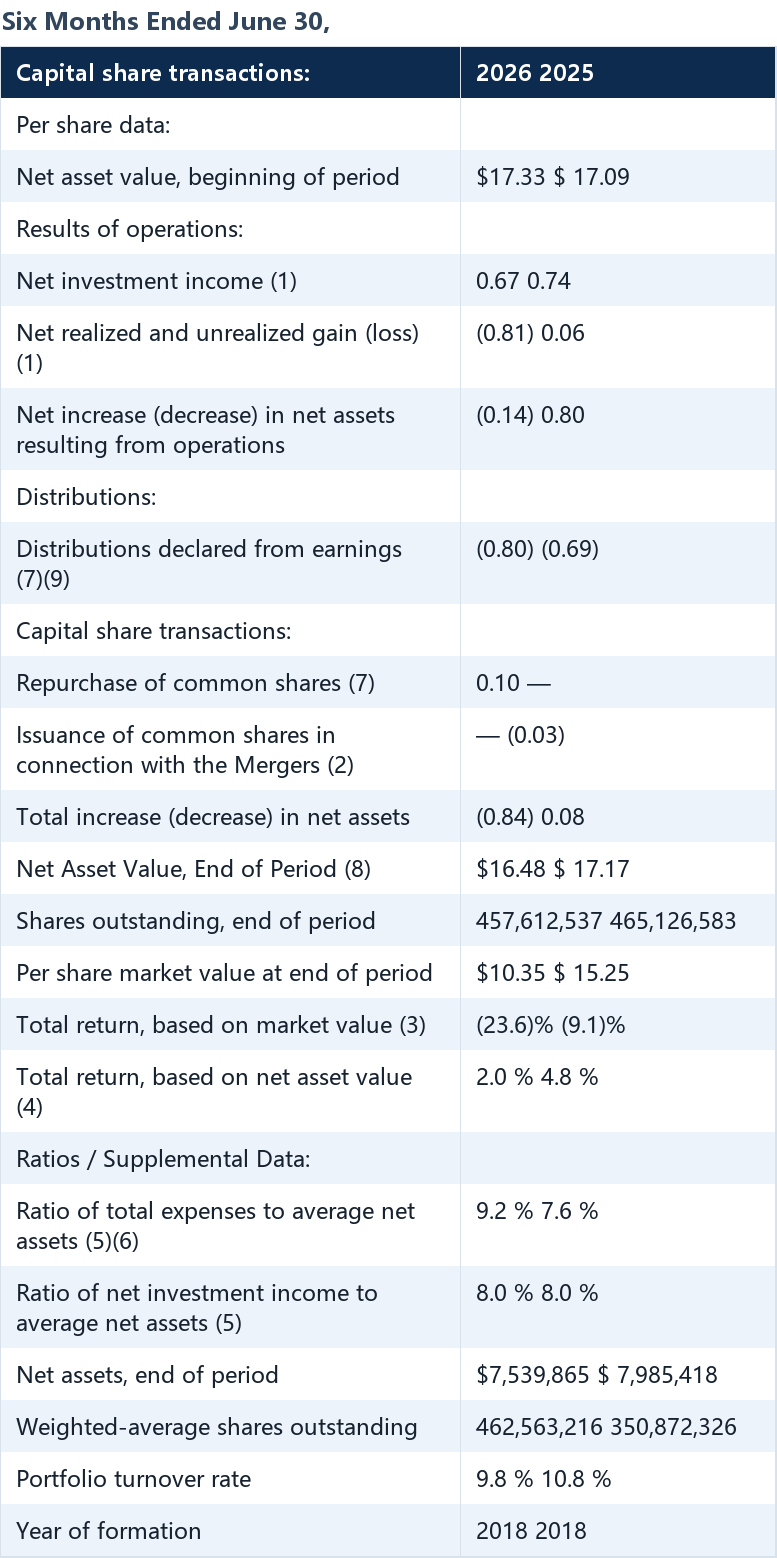 Six Months Ended June 30,
Capital share transactions: 2026 2025
Per share data:
Net asset value, beginning of period $17.33 $ 17.09
Results of operations:
Net investment income (1) 0.67 0.74
Net realized and unrealized gain (loss) (0.81) 0.06
(1)
Net increase (decrease) in net assets (0.14) 0.80
resulting from operations
Distributions:
Distributions declared from earnings (0.80) (0.69)
(7)(9)
Capital share transactions:
Repurchase of common shares (7) 0.10 —
Issuance of common shares in — (0.03)
connection with the Mergers (2)
Total increase (decrease) in net assets (0.84) 0.08
Net Asset Value, End of Period (8) $16.48 $ 17.17
Shares outstanding, end of period 457,612,537 465,126,583
Per share market value at end of period $10.35 $ 15.25
Total return, based on market value (3) (23.6)% (9.1)%
Total return, based on net asset value 2.0 % 4.8 %
(4)
Ratios / Supplemental Data:
Ratio of total expenses to average net 9.2 % 7.6 %
assets (5)(6)
Ratio of net investment income to 8.0 % 8.0 %
average net assets (5)
Net assets, end of period $7,539,865 $ 7,985,418
Weighted-average shares outstanding 462,563,216 350,872,326
Portfolio turnover rate 9.8 % 10.8 %
Year of formation 2018 2018